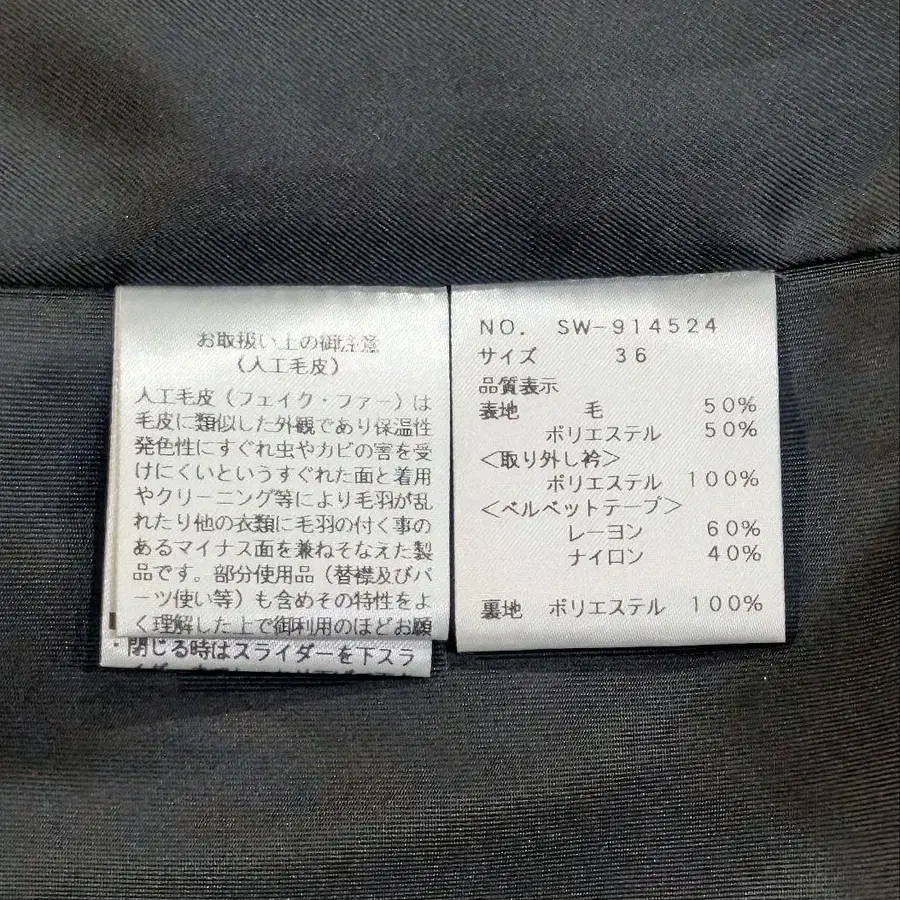 お取扱い上の御注意
(人工毛皮)
人工毛皮(フェイク・ファー)は
毛皮に類似した外観であり保温性
発色性にすぐれ虫やカビの害を受
けにくいというすぐれた面と着用
やクリーニング等により毛羽が乱
れたり他の衣類に毛羽の付く事の
あるマイナス面を兼ねそなえた製
品です。部分使用品(替襟及びパ
ーツ使い等)も含めその特性をよ
く理解した上で御利用のほどお願
・閉じる時はスライダーを下スラ
NO. SW-914524
サイズ 36
品質表示
表地 毛 50%
ポリエステル 50%
<取り外し衿>
ポリエステル 100%
<ベルベットテープ>
レーヨン 60%
ナイロン 40%
裏地 ポリエステル 100%